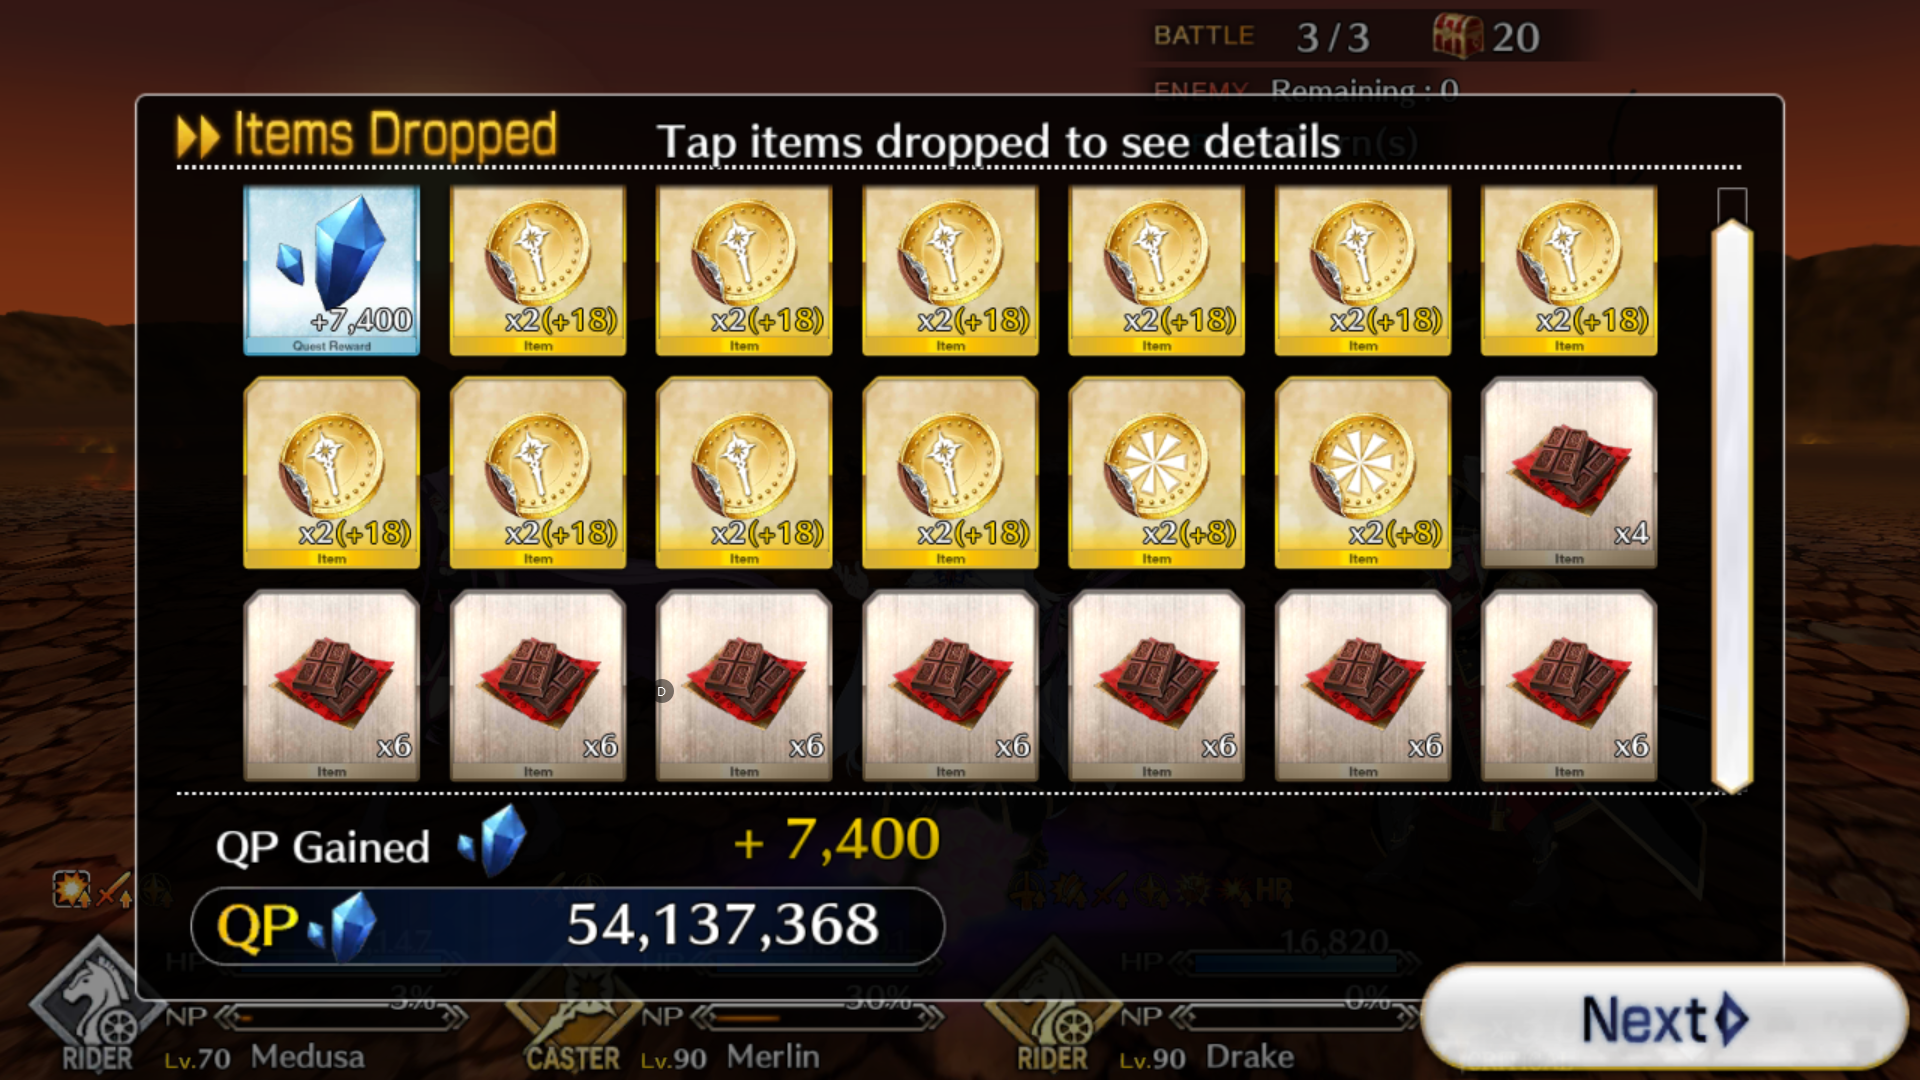 BATTLE 3/3 20
ENEMY Remaining : 0
Items Dropped Tap items dropped to see details
+7,400 x2(+18) x2(+18) x2(+18) x2(+18) x2(+18) x2(+18)
Quest Reward Item Item Item Item Item Item
x2(+18) x2(+18) x2(+18) x2(+18) x2(+8) x2(+8) x4
Item Item Item Item Item Item Item
D
x6 x6 x6 x6 x6 x6 x6
Item Item Item Item Item Item Item
QP Gained + 7,400
HR
QP 54,137,368
16,820
HP HP HP
NP 3% NP 30% NP 0%
Next
RIDER Lv.70 Medusa CASTER Lv.90 Merlin RIDER Lv.90 Drake